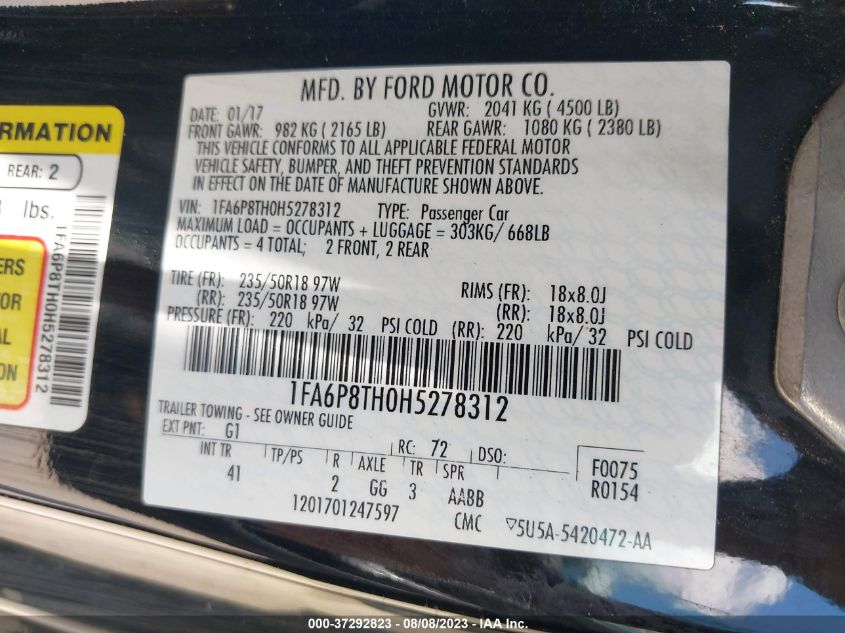 MFD. BY FORD MOTOR CO.
DATE: 01/17 GVWR: 2041 KG ( 4500 LB)
FRONT GAWR: 982 KG ( 2165 LB) REAR GAWR: 1080 KG ( 2380 LB)
THIS VEHICLE CONFORMS TO ALL APPLICABLE FEDERAL MOTOR
VEHICLE SAFETY, BUMPER, AND THEFT PREVENTION STANDARDS
IN EFFECT ON THE DATE OF MANUFACTURE SHOWN ABOVE.
VIN: 1FA6P8TH0H5278312 TYPE: Passenger Car
MAXIMUM LOAD = OCCUPANTS + LUGGAGE = 303KG/ 668LB
OCCUPANTS = 4 TOTAL; 2 FRONT, 2 REAR
TIRE (FR): 235/50R18 97W RIMS (FR): 18x8.0J
(RR): 235/50R18 97W (RR): 18x8.0J
PRESSURE (FR): 220 kPa/ 32 PSI COLD (RR): 220 kPa/ 32 PSI COLD
1FA6P8TH0H5278312
TRAILER TOWING - SEE OWNER GUIDE
EXT PNT: G1 RC: 72 DSO:
INT TR TP/PS R AXLE TR SPR F0075
41 2 GG 3 AABB R0154
1201701247597 CMC ▽5U5A-5420472-AA
RMATION
REAR: 2
lbs.
1FA6P8TH0H5278312
ERS
OR
AL
ON
000-37292823 - 08/08/2023 - IAA Inc.